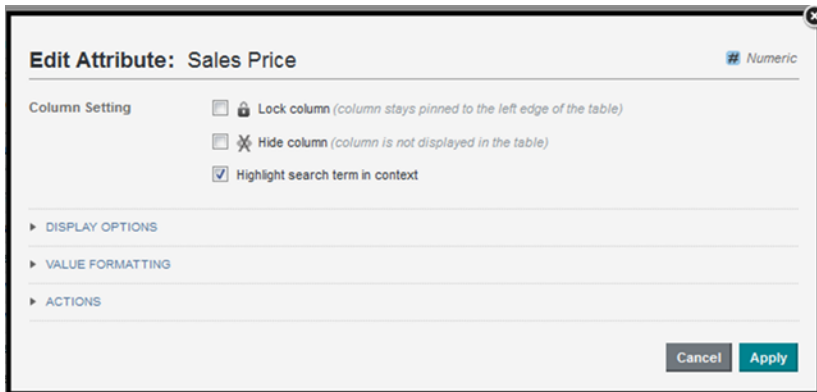 Edit Attribute: Sales Price
# Numeric
Column Setting
Lock column (column stays pinned to the left edge of the table)
Hide column (column is not displayed in the table)
Highlight search term in context
DISPLAY OPTIONS
VALUE FORMATTING
ACTIONS
Cancel
Apply